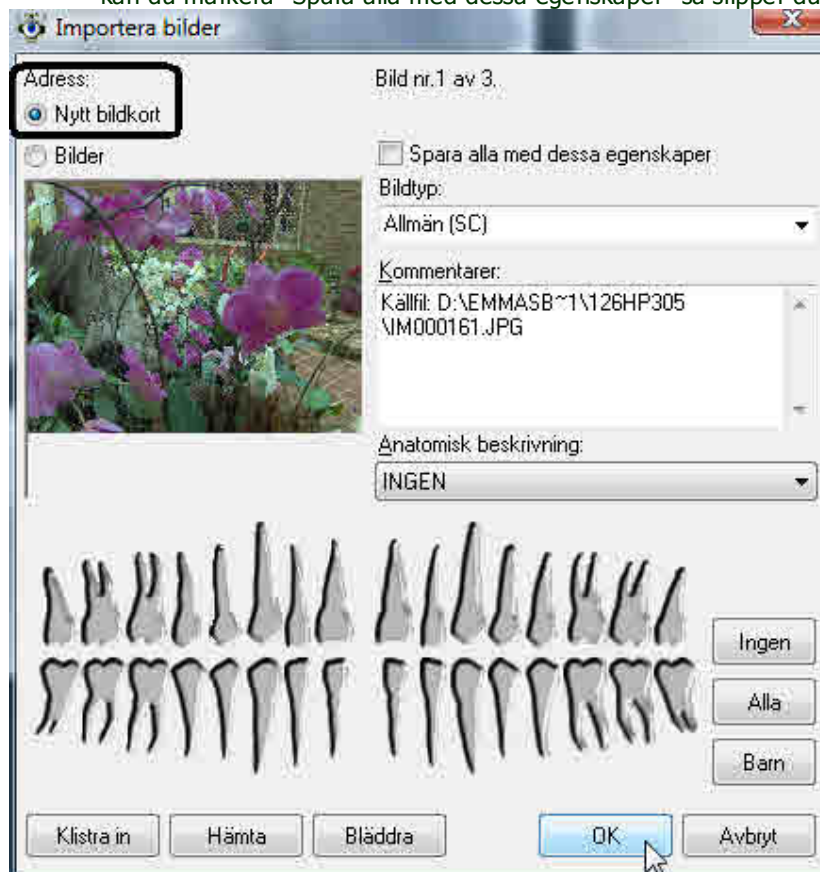 kan du markera "Spara alla med dessa egenskaper" så slipper du
Importera bilder
Adress:
Nytt bildkort
Bilder
Bild nr.1 av 3.
Spara alla med dessa egenskaper
Bildtyp:
Allmän (SC)
Kommentarer:
Källfil: D:\EMMASB~1\126HP305
\IM000161.JPG
Anatomisk beskrivning:
INGEN
Ingen
Alla
Barn
Klistra in
Hämta
Bläddra
OK
Avbryt